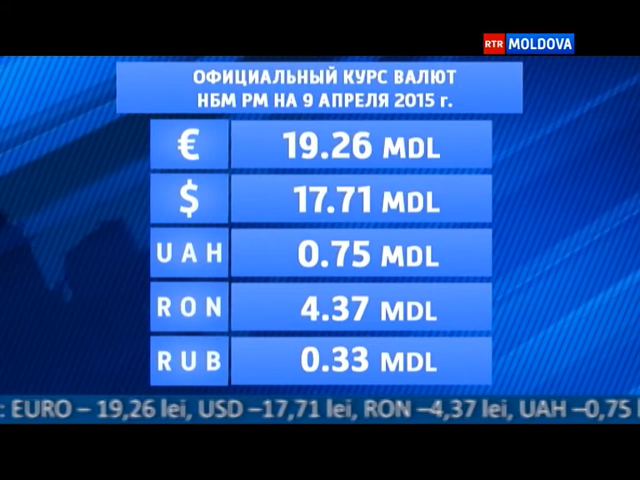 RTR MOLDOVA
ОФИЦИАЛЬНЫЙ КУРС ВАЛЮТ
НБМ РМ НА 9 АПРЕЛЯ 2015 г.
€ 19.26 MDL
$ 17.71 MDL
UAH 0.75 MDL
RON 4.37 MDL
RUB 0.33 MDL
: EURO – 19,26 lei, USD –17,71 lei, RON –4,37 lei, UAH –0,75 l